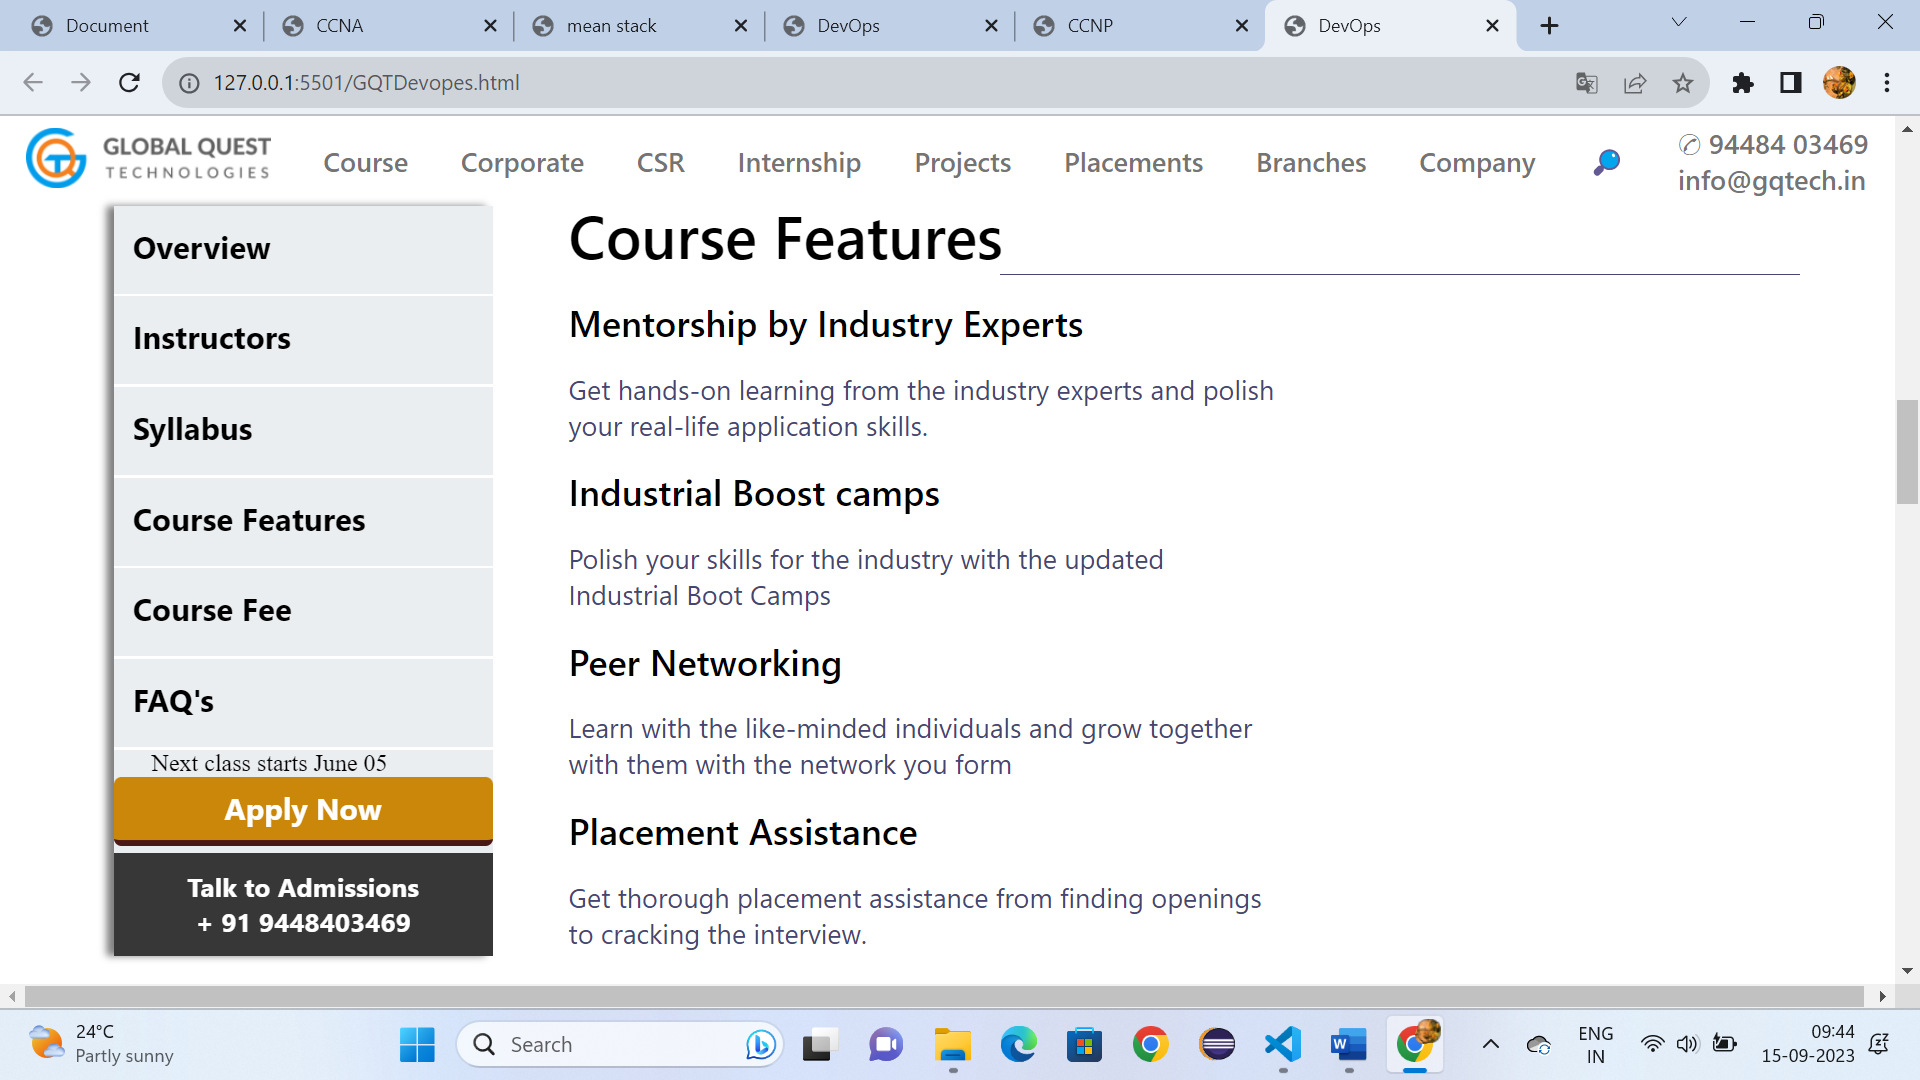 Document
CCNA
mean stack
DevOps
CCNP
DevOps
127.0.0.1:5501/GQTDevopes.html
GLOBAL QUEST
TECHNOLOGIES
Course
Corporate
CSR
Internship
Projects
Placements
Branches
Company
94484 03469
info@gqtech.in
Overview
Instructors
Syllabus
Course Features
Course Fee
FAQ's
Next class starts June 05
Apply Now
Talk to Admissions
+ 91 9448403469
Course Features
Mentorship by Industry Experts
Get hands-on learning from the industry experts and polish
your real-life application skills.
Industrial Boost camps
Polish your skills for the industry with the updated
Industrial Boot Camps
Peer Networking
Learn with the like-minded individuals and grow together
with them with the network you form
Placement Assistance
Get thorough placement assistance from finding openings
to cracking the interview.
24°C
Partly sunny
Search
ENG
IN
09:44
15-09-2023